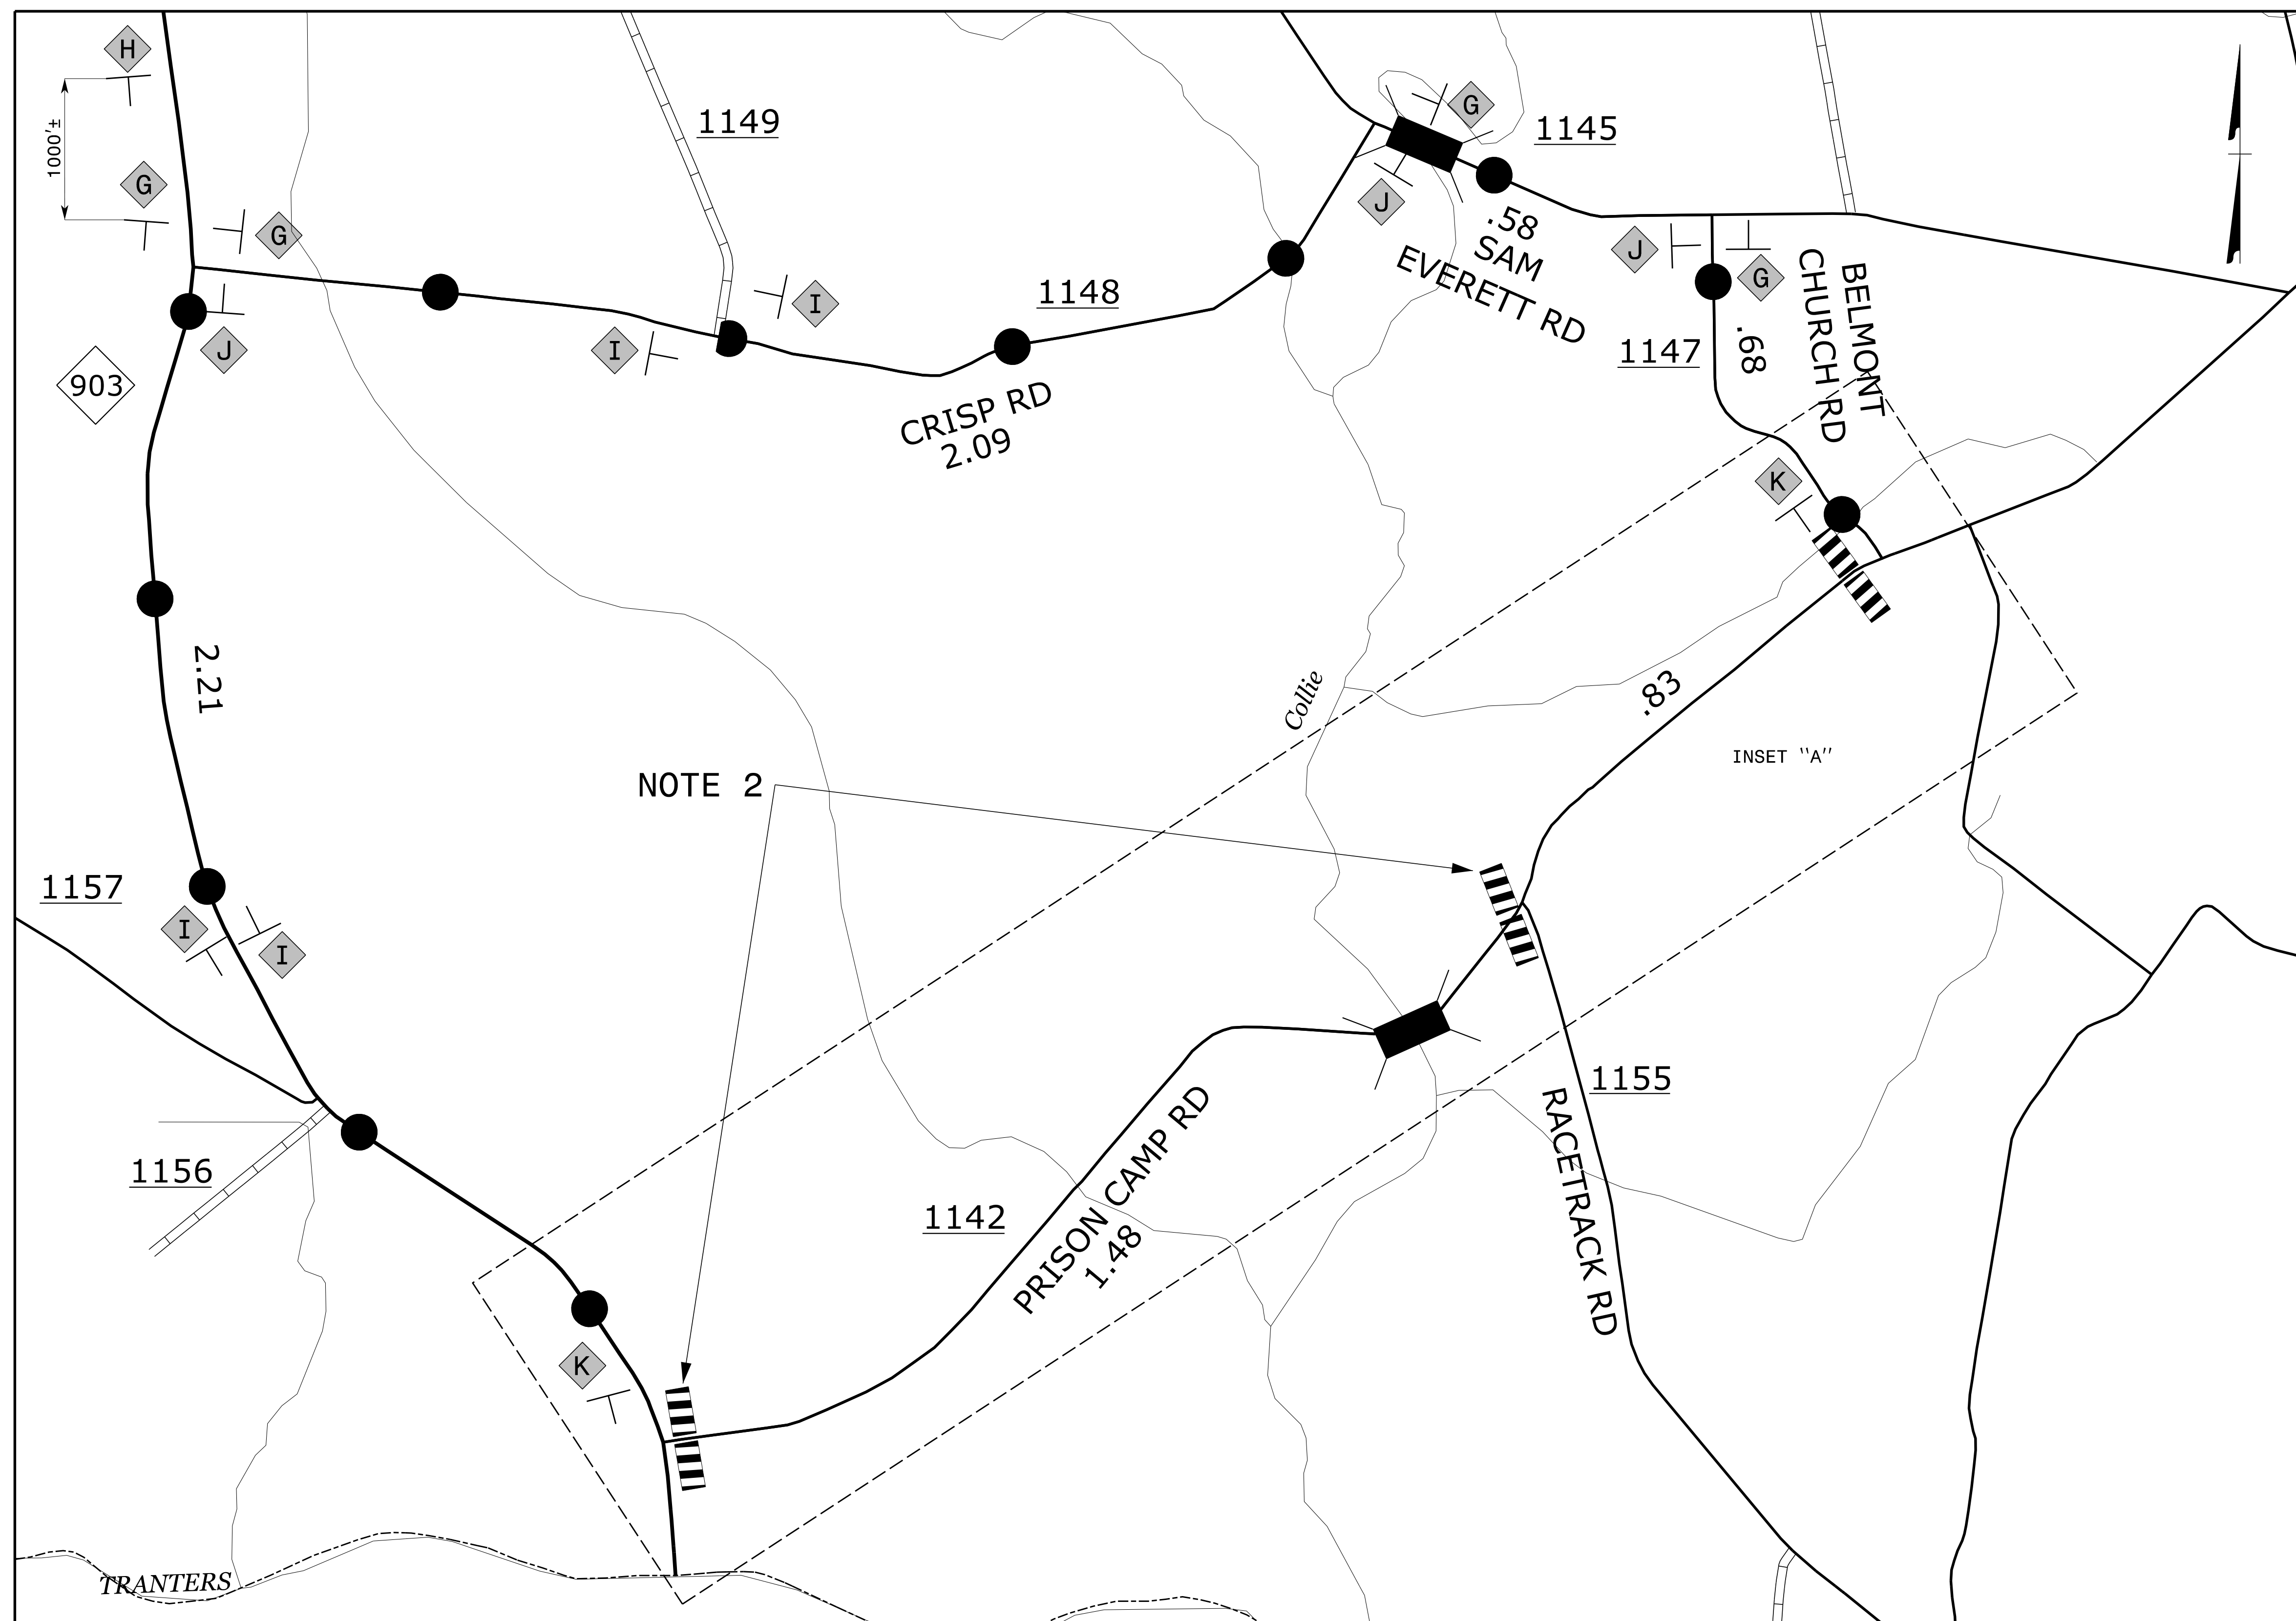 H
1149
G
1145
1000'±
G
J
.58
SAM
EVERETT RD
G
J
G
BELMONT
CHURCH RD
I
1148
I
J
1147
.68
903
CRISP RD
2.09
K
2.21
Collie
.83
INSET "A"
NOTE 2
1157
I
I
1155
PRISON CAMP RD
1.48
1156
1142
RACETRACK RD
K
TRANTERS